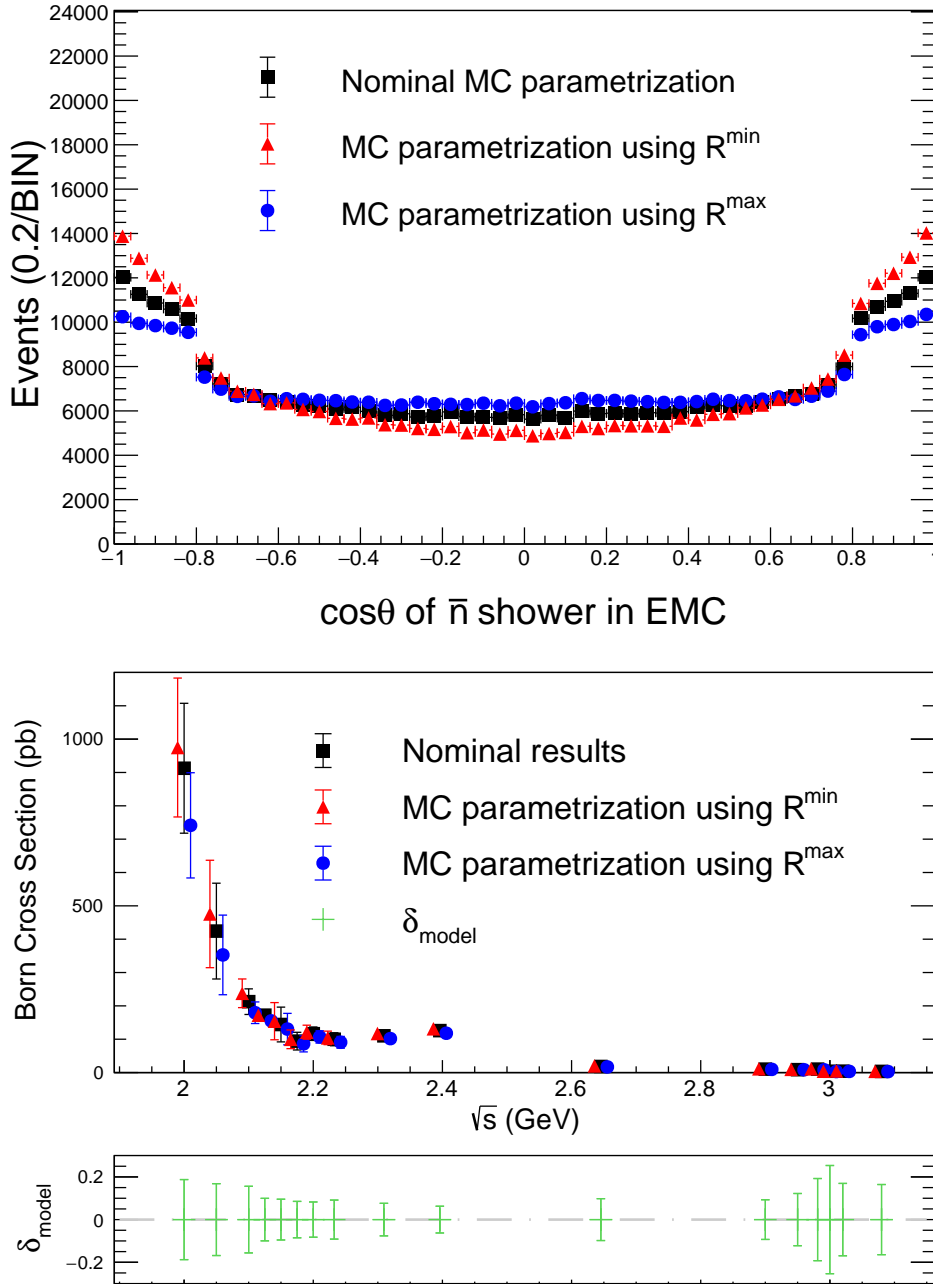 24000
22000
20000
18000
16000
14000
12000
10000
8000
6000
4000
2000
0
Events (0.2/BIN)
Nominal MC parametrization
MC parametrization using R^min
MC parametrization using R^max
−1 −0.8 −0.6 −0.4 −0.2 0 0.2 0.4 0.6 0.8
cosθ of n̅ shower in EMC
1000
500
0
Born Cross Section (pb)
Nominal results
MC parametrization using R^min
MC parametrization using R^max
δ_model
2 2.2 2.4 2.6 2.8 3
√s (GeV)
0.2
0
−0.2
δ_model